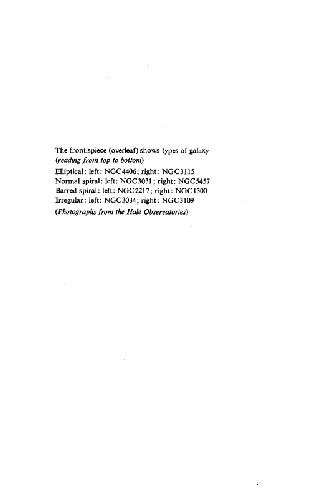 The frontispiece (overleaf) shows types of galaxy
(reading from top to bottom)
Elliptical: left: NGC4406; right: NGC3115
Normal spiral: left: NGC3031; right: NGC5457
Barred spiral: left: NGC2217; right: NGC1300
Irregular: left: NGC3034; right: NGC3109
(Photographs from the Hale Observatories)